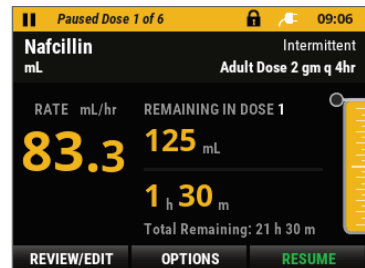 Paused Dose 1 of 6 09:06
Nafcillin Intermittent
mL Adult Dose 2 gm q 4hr
RATE mL/hr REMAINING IN DOSE 1
83.3 125 mL
1 h 30 m
Total Remaining: 21 h 30 m
REVIEW/EDIT OPTIONS RESUME